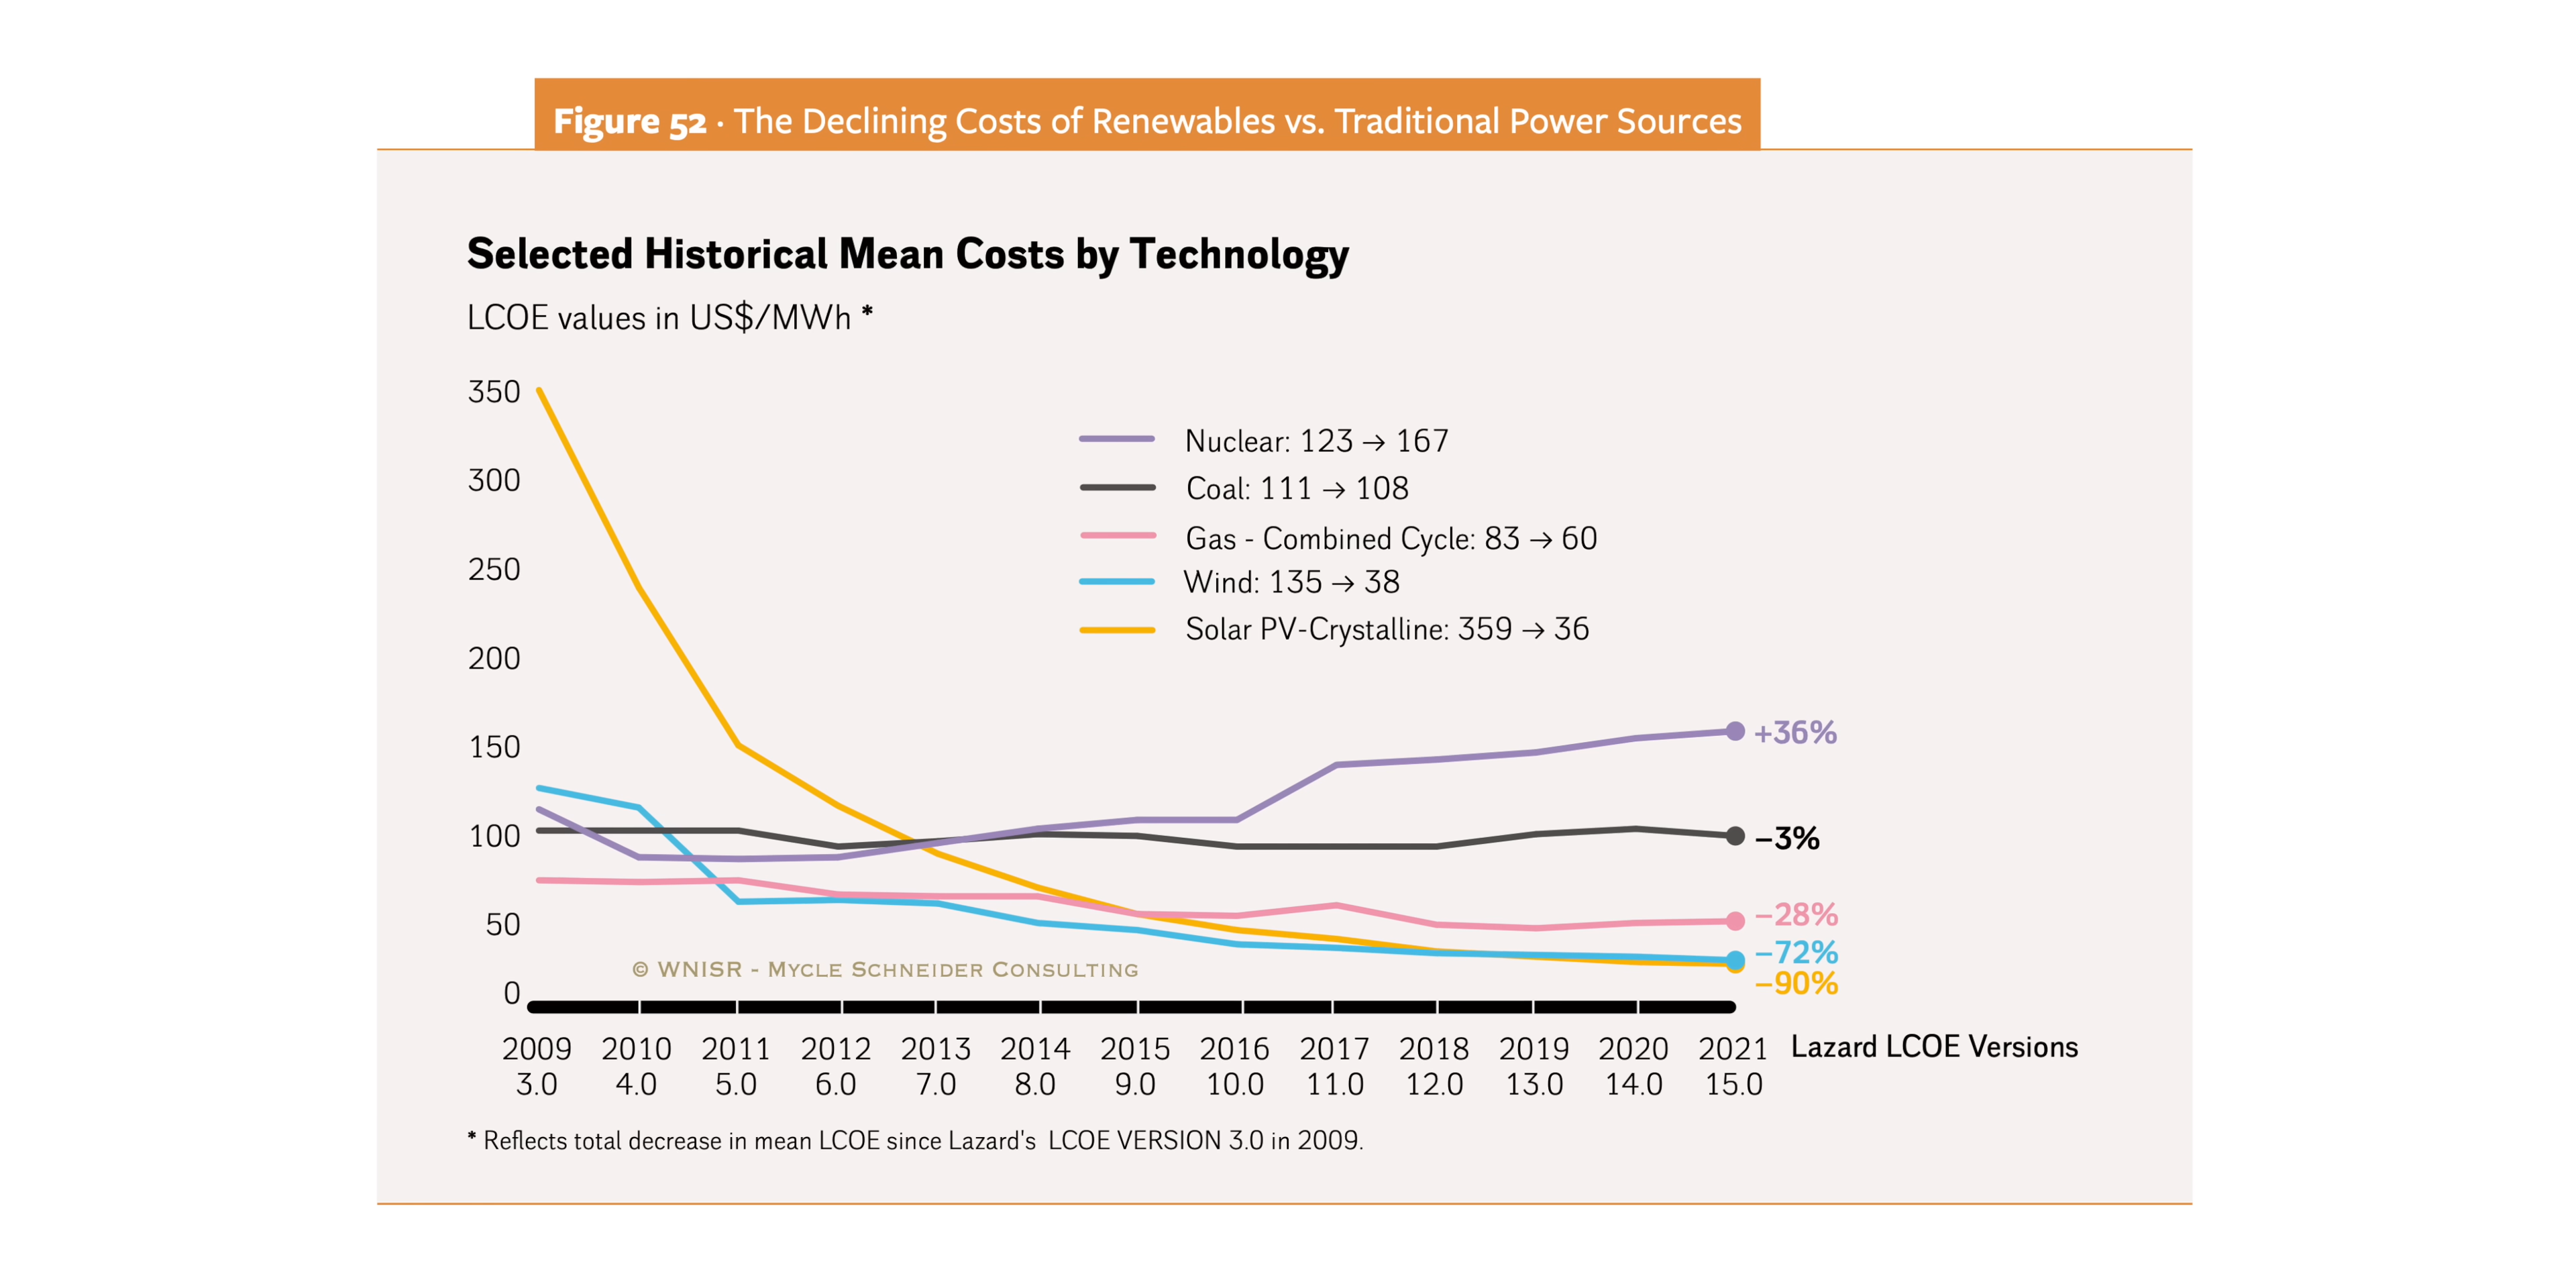 Figure 52 · The Declining Costs of Renewables vs. Traditional Power Sources
Selected Historical Mean Costs by Technology
LCOE values in US$/MWh *
350
300
250
200
150
100
50
0
Nuclear: 123 → 167
Coal: 111 → 108
Gas - Combined Cycle: 83 → 60
Wind: 135 → 38
Solar PV-Crystalline: 359 → 36
+36%
–3%
–28%
–72%
–90%
© WNISR - Mycle Schneider Consulting
2009 2010 2011 2012 2013 2014 2015 2016 2017 2018 2019 2020 2021 Lazard LCOE Versions
3.0 4.0 5.0 6.0 7.0 8.0 9.0 10.0 11.0 12.0 13.0 14.0 15.0
* Reflects total decrease in mean LCOE since Lazard's LCOE VERSION 3.0 in 2009.